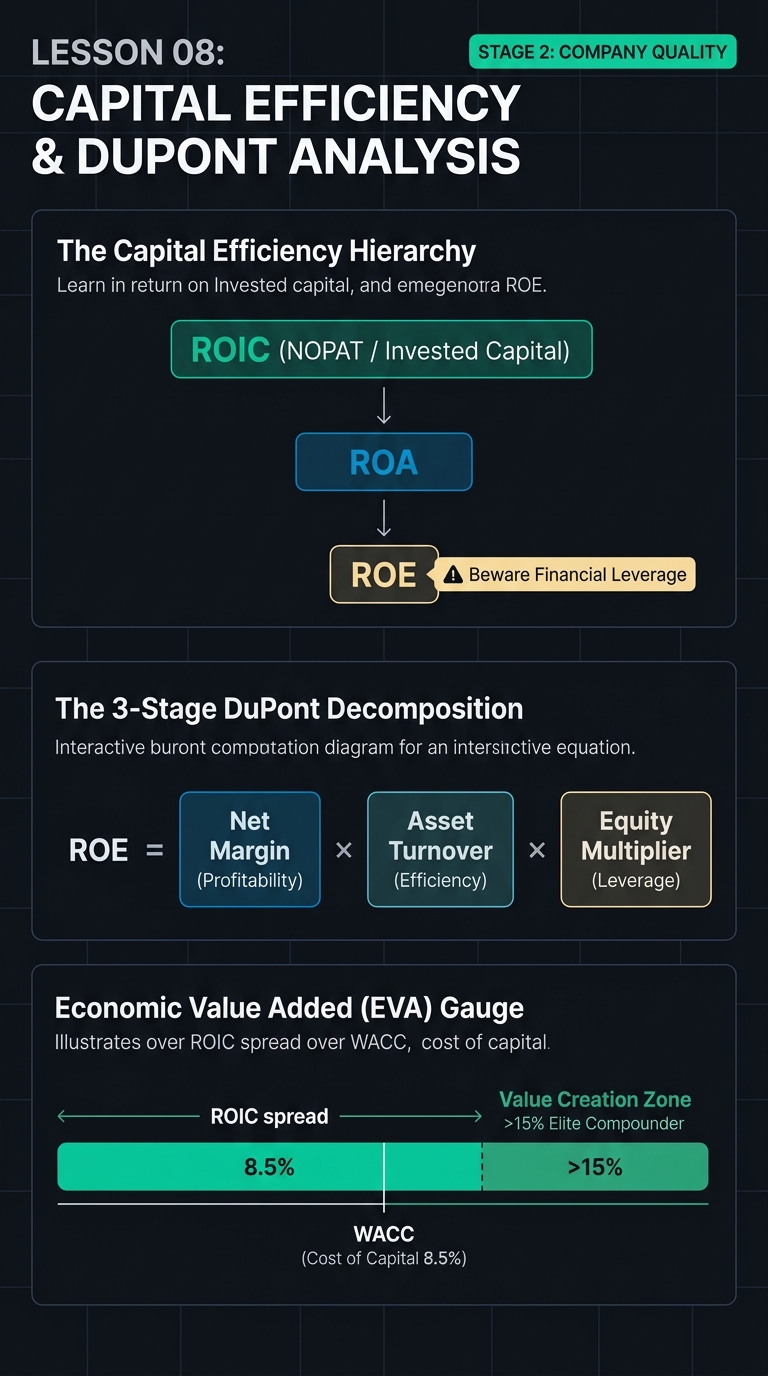 LESSON 08:
STAGE 2: COMPANY QUALITY
CAPITAL EFFICIENCY
& DUPONT ANALYSIS
The Capital Efficiency Hierarchy
Learn in return on Invested capital, and emegenoтra ROE.
ROIC (NOPAT / Invested Capital)
ROA
ROE
Beware Financial Leverage
The 3-Stage DuPont Decomposition
Interactive buront compɒtation diagram for an intersiıctive equation.
ROE =
Net
Margin
(Profitability)
×
Asset
Turnover
(Efficiency)
×
Equity
Multiplier
(Leverage)
Economic Value Added (EVA) Gauge
Illustrates over ROIC spread over WACC, cost of capital.
ROIC spread
Value Creation Zone
>15% Elite Compounder
8.5%
>15%
WACC
(Cost of Capital 8.5%)